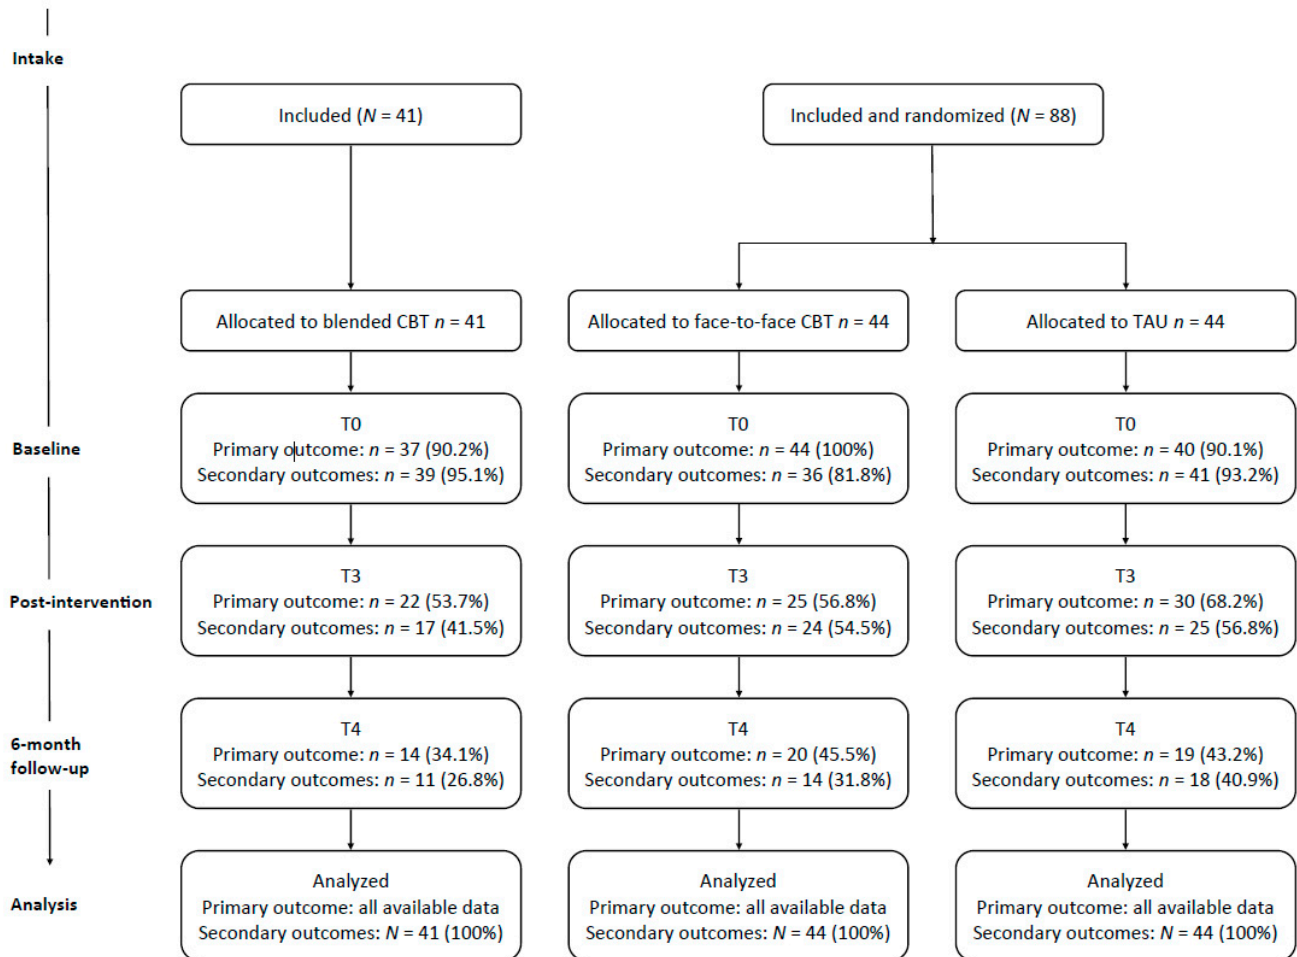 Intake
Included (N = 41)
Included and randomized (N = 88)
Allocated to blended CBT n = 41
Allocated to face-to-face CBT n = 44
Allocated to TAU n = 44
Baseline
T0
Primary outcome: n = 37 (90.2%)
Secondary outcomes: n = 39 (95.1%)
T0
Primary outcome: n = 44 (100%)
Secondary outcomes: n = 36 (81.8%)
T0
Primary outcome: n = 40 (90.1%)
Secondary outcomes: n = 41 (93.2%)
Post-intervention
T3
Primary outcome: n = 22 (53.7%)
Secondary outcomes: n = 17 (41.5%)
T3
Primary outcome: n = 25 (56.8%)
Secondary outcomes: n = 24 (54.5%)
T3
Primary outcome: n = 30 (68.2%)
Secondary outcomes: n = 25 (56.8%)
6-month
follow-up
T4
Primary outcome: n = 14 (34.1%)
Secondary outcomes: n = 11 (26.8%)
T4
Primary outcome: n = 20 (45.5%)
Secondary outcomes: n = 14 (31.8%)
T4
Primary outcome: n = 19 (43.2%)
Secondary outcomes: n = 18 (40.9%)
Analysis
Analyzed
Primary outcome: all available data
Secondary outcomes: N = 41 (100%)
Analyzed
Primary outcome: all available data
Secondary outcomes: N = 44 (100%)
Analyzed
Primary outcome: all available data
Secondary outcomes: N = 44 (100%)